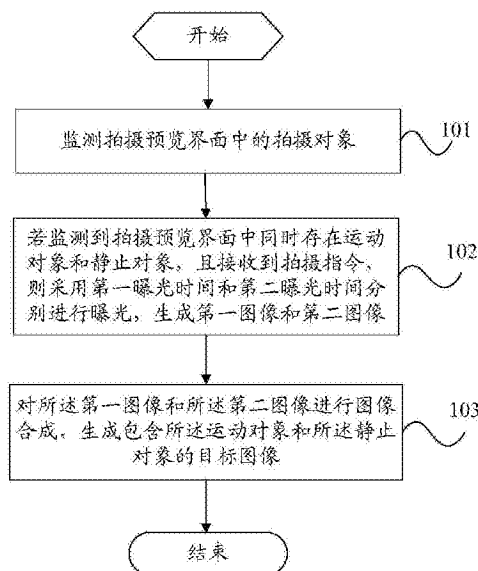 开始
监测拍摄预览界面中的拍摄对象
101
若监测到拍摄预览界面中同时存在运动
对象和静止对象，且接收到拍摄指令，
则采用第一曝光时间和第二曝光时间分
别进行曝光，生成第一图像和第二图像
102
对所述第一图像和所述第二图像进行图像
合成，生成包含所述运动对象和所述静止
对象的目标图像
103
结束